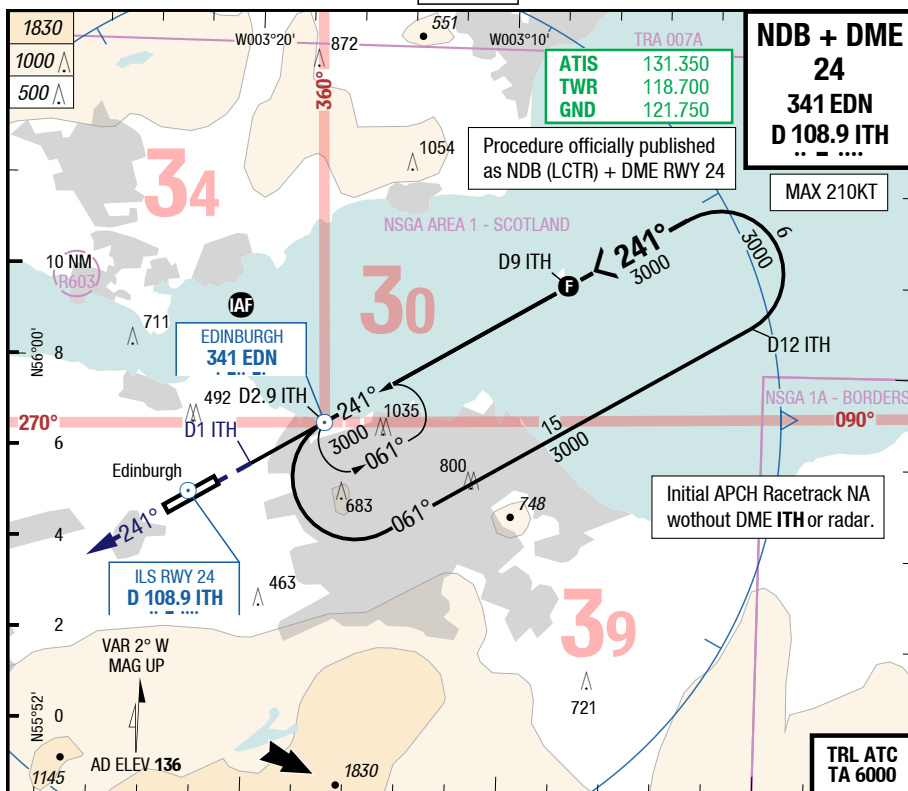 1830
1000
500
W003°20'
872
551
W003°10'
TRA 007A
ATIS 131.350
TWR 118.700
GND 121.750
NDB + DME
24
341 EDN
D 108.9 ITH
360°
1054
Procedure officially published
as NDB (LCTR) + DME RWY 24
MAX 210KT
34
NSGA AREA 1 - SCOTLAND
241°
3000
6
3000
D9 ITH
F
10 NM
R603
IAF
30
711
EDINBURGH
341 EDN
D12 ITH
N56°00'
8
NSGA 1A - BORDERS
492
D2.9 ITH
241°
1035
3000
061°
270°
090°
D1 ITH
15
3000
6
Edinburgh
800
683
061°
748
Initial APCH Racetrack NA
wothout DME ITH or radar.
241°
4
ILS RWY 24
D 108.9 ITH
463
39
2
VAR 2° W
MAG UP
721
N55°52'
0
AD ELEV 136
1145
1830
TRL ATC
TA 6000